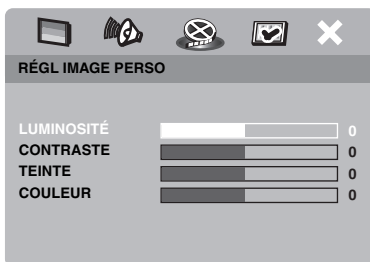 RÉGL IMAGE PERSO
LUMINOSITÉ 0
CONTRASTE 0
TEINTE 0
COULEUR 0